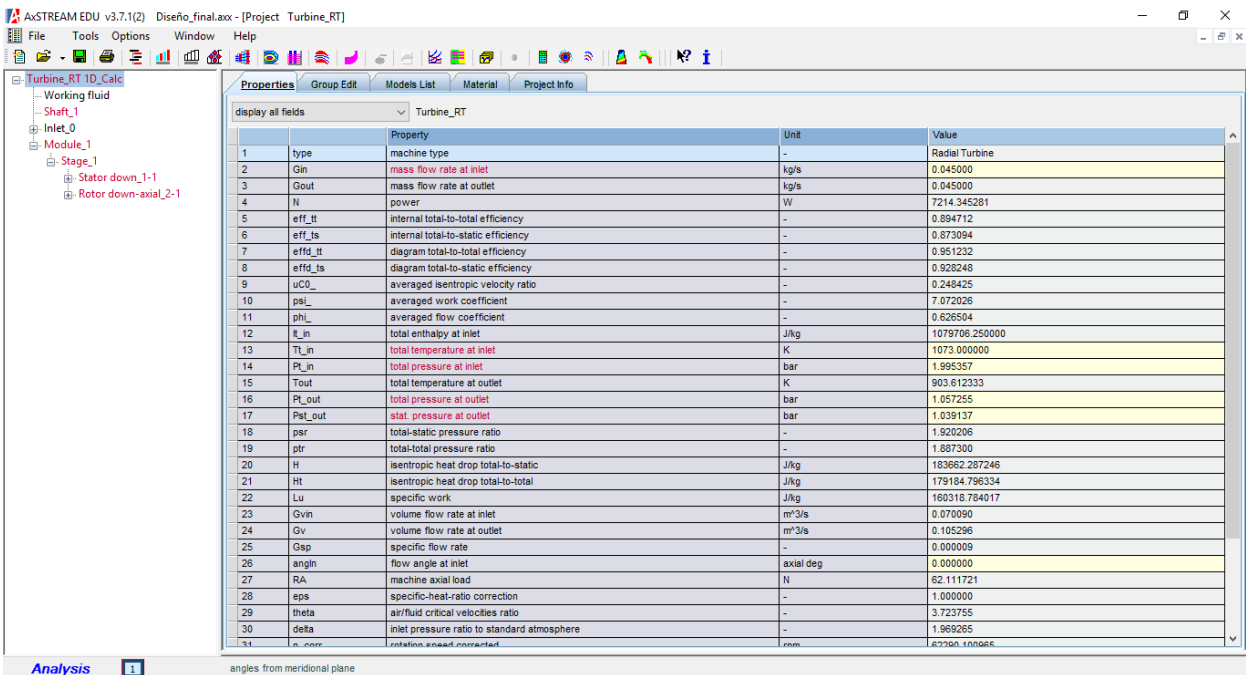 AxSTREAM EDU v3.7.1(2) Diseño_final.axx - [Project Turbine_RT]
File Tools Options Window Help
Turbine_RT 1D_Calc
Working fluid
Shaft_1
Inlet_0
Module_1
Stage_1
Stator down_1-1
Rotor down-axial_2-1
Properties Group Edit Models List Material Project Info
display all fields Turbine_RT
Property Unit Value
1 type machine type - Radial Turbine
2 Gin mass flow rate at inlet kg/s 0.045000
3 Gout mass flow rate at outlet kg/s 0.045000
4 N power W 7214.345281
5 eff_tt internal total-to-total efficiency - 0.894712
6 eff_ts internal total-to-static efficiency - 0.873094
7 effd_tt diagram total-to-total efficiency - 0.951232
8 effd_ts diagram total-to-static efficiency - 0.928248
9 uC0_ averaged isentropic velocity ratio - 0.248425
10 psi_ averaged work coefficient - 7.072026
11 phi_ averaged flow coefficient - 0.626504
12 It_in total enthalpy at inlet J/kg 1079706.250000
13 Tt_in total temperature at inlet K 1073.000000
14 Pt_in total pressure at inlet bar 1.995357
15 Tout total temperature at outlet K 903.612333
16 Pt_out total pressure at outlet bar 1.057255
17 Pst_out stat. pressure at outlet bar 1.039137
18 psr total-static pressure ratio - 1.920206
19 ptr total-total pressure ratio - 1.887300
20 H isentropic heat drop total-to-static J/kg 183662.287246
21 Ht isentropic heat drop total-to-total J/kg 179184.796334
22 Lu specific work J/kg 160318.784017
23 Gvin volume flow rate at inlet m^3/s 0.070090
24 Gv volume flow rate at outlet m^3/s 0.105296
25 Gsp specific flow rate - 0.000009
26 angIn flow angle at inlet axial deg 0.000000
27 RA machine axial load N 62.111721
28 eps specific-heat-ratio correction - 1.000000
29 theta air/fluid critical velocities ratio - 3.723755
30 delta inlet pressure ratio to standard atmosphere - 1.969265
31 n_corr rotation speed corrected rpm 62290.100965
Analysis 1 angles from meridional plane